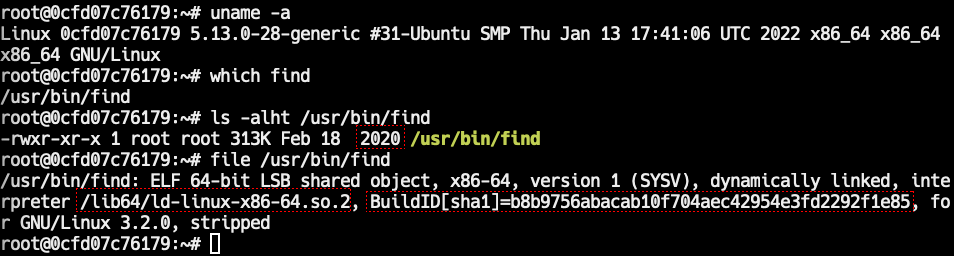 root@0cfd07c76179:~# uname -a
Linux 0cfd07c76179 5.13.0-28-generic #31-Ubuntu SMP Thu Jan 13 17:41:06 UTC 2022 x86_64 x86_64
x86_64 GNU/Linux
root@0cfd07c76179:~# which find
/usr/bin/find
root@0cfd07c76179:~# ls -alht /usr/bin/find
-rwxr-xr-x 1 root root 313K Feb 18  2020 /usr/bin/find
root@0cfd07c76179:~# file /usr/bin/find
/usr/bin/find: ELF 64-bit LSB shared object, x86-64, version 1 (SYSV), dynamically linked, inte
rpreter /lib64/ld-linux-x86-64.so.2, BuildID[sha1]=b8b9756abacab10f704aec42954e3fd2292f1e85, fo
r GNU/Linux 3.2.0, stripped
root@0cfd07c76179:~#